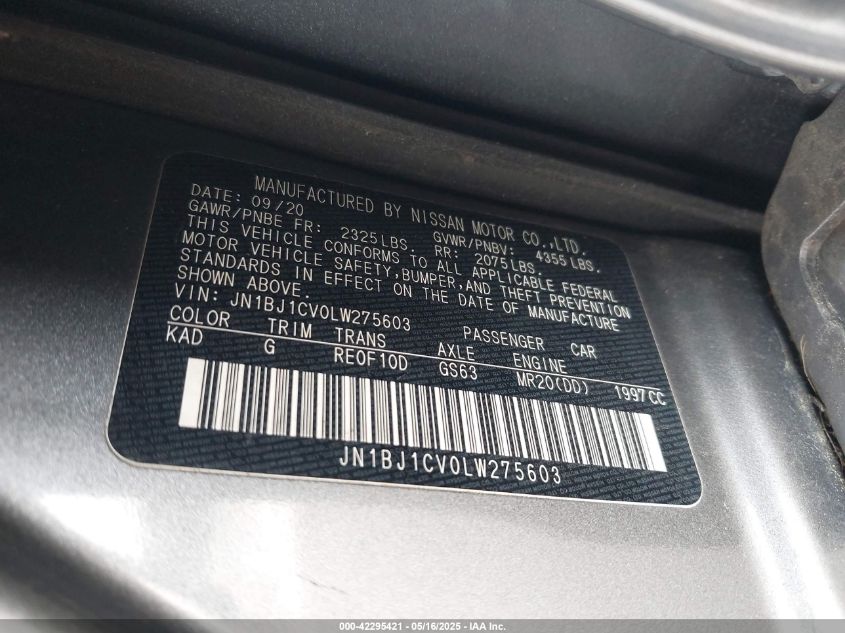 MANUFACTURED BY NISSAN MOTOR CO.,LTD.
DATE: 09/20 GVWR/PNBV: 4355 LBS.
GAWR/PNBE FR: 2325LBS. RR: 2075LBS.
THIS VEHICLE CONFORMS TO ALL APPLICABLE FEDERAL
MOTOR VEHICLE SAFETY,BUMPER,AND THEFT PREVENTION
STANDARDS IN EFFECT ON THE DATE OF MANUFACTURE
SHOWN ABOVE.
VIN: JN1BJ1CV0LW275603 PASSENGER CAR
COLOR TRIM TRANS AXLE ENGINE
KAD G RE0F10D GS63 MR20(DD) 1997CC
JN1BJ1CV0LW275603
000-42295421 - 05/16/2025 - IAA Inc.